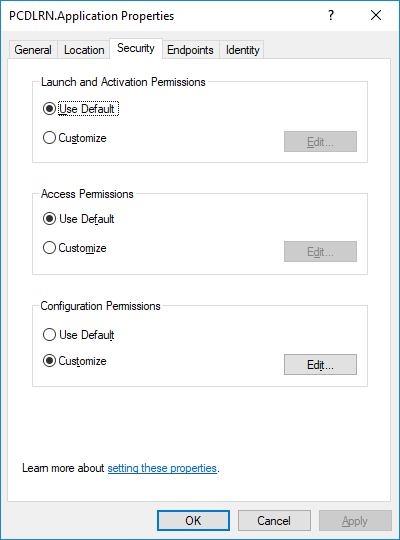 PCDLRN.Application Properties
General Location Security Endpoints Identity
Launch and Activation Permissions
Use Default
Customize
Edit...
Access Permissions
Use Default
Customize
Edit...
Configuration Permissions
Use Default
Customize
Edit...
Learn more about setting these properties.
OK Cancel Apply